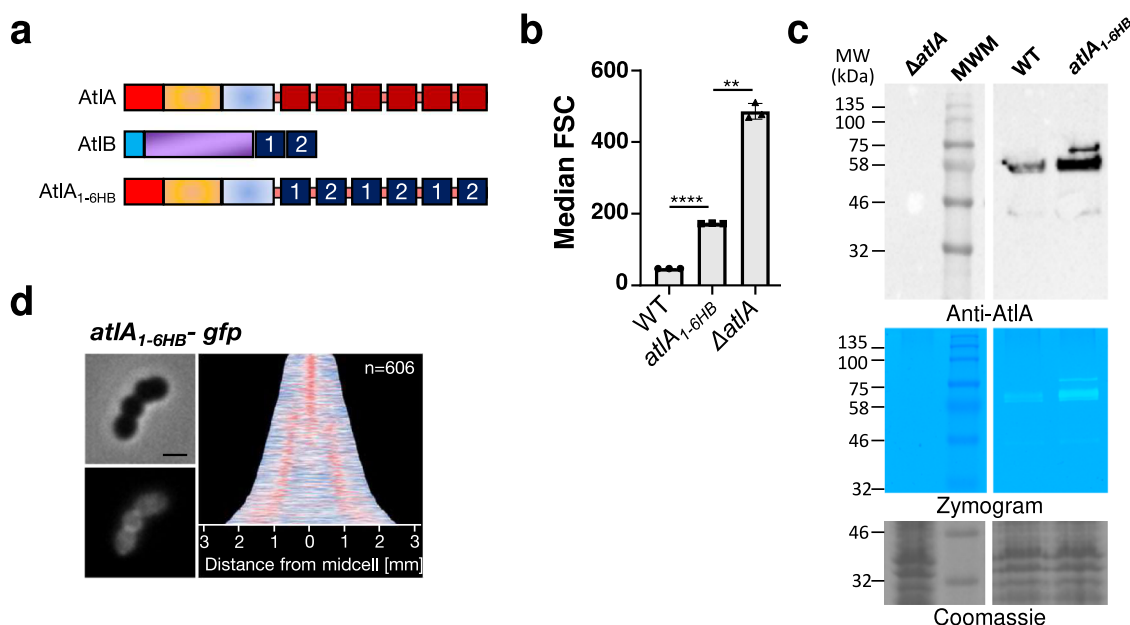 a
AtlA
AtlB
1 2
AtlA1-6HB
1 2 1 2 1 2
b
Median FSC
600
400
200
0
****
**
WT
atlA1-6HB
ΔatlA
c
MW
(kDa)
ΔatlA
MWM
WT
atlA1-6HB
135
100
75
58
46
32
Anti-AtlA
135
100
75
58
46
32
Zymogram
46
32
Coomassie
d
atlA1-6HB- gfp
n=606
3 2 1 0 1 2 3
Distance from midcell [mm]